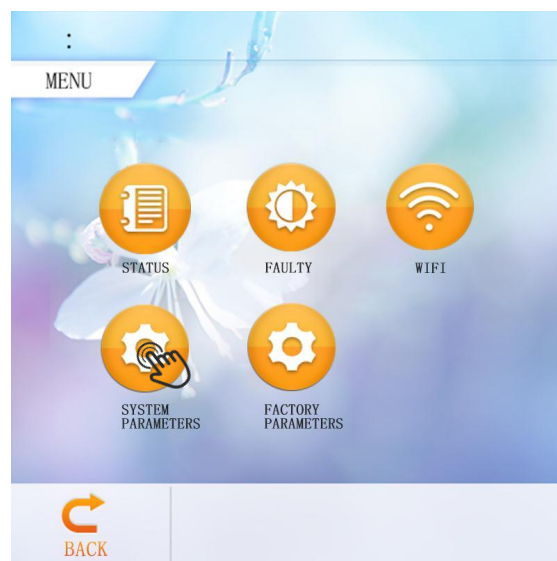 :
MENU
STATUS
FAULTY
WIFI
SYSTEM
PARAMETERS
FACTORY
PARAMETERS
BACK